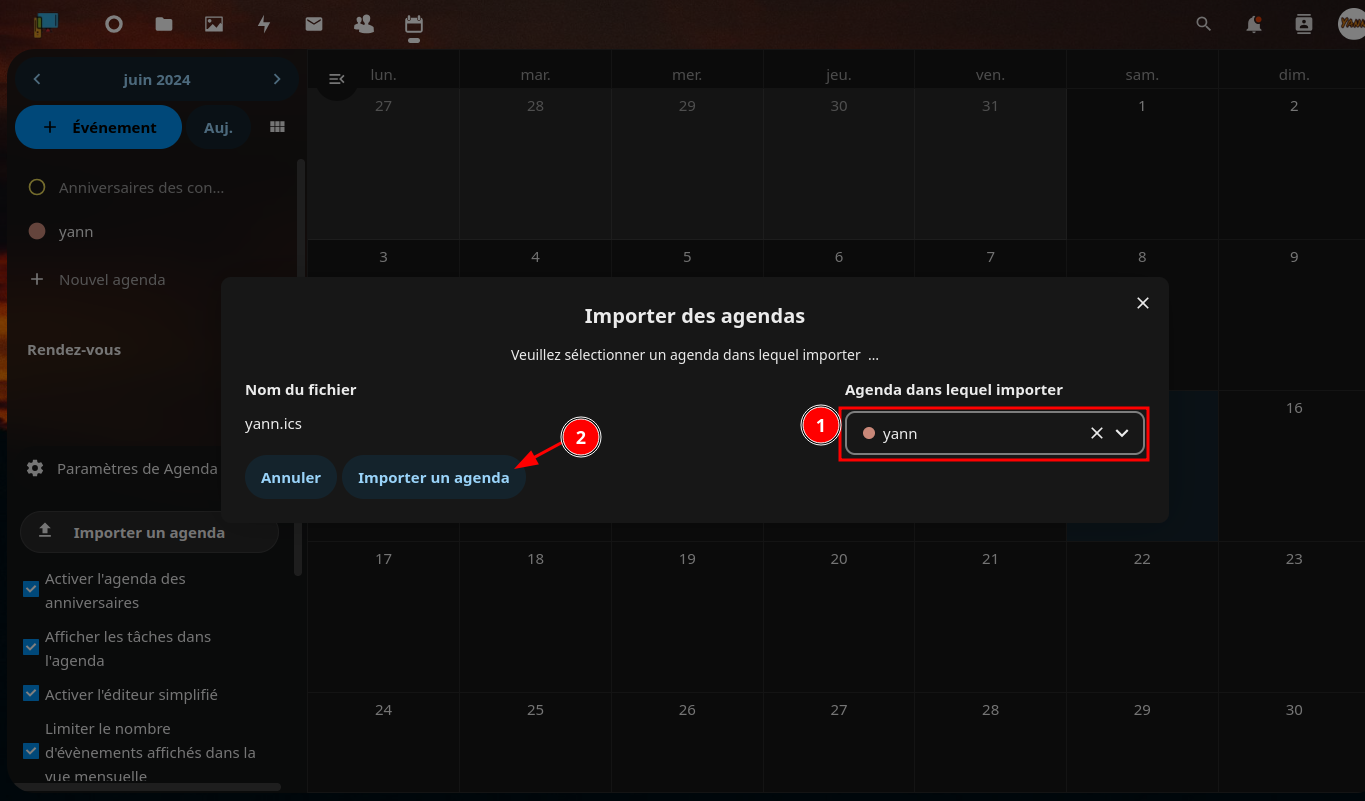 juin 2024
Événement
Auj.
Anniversaires des con...
yann
Nouvel agenda
Rendez-vous
Paramètres de Agenda
Importer un agenda
Activer l'agenda des
anniversaires
Afficher les tâches dans
l'agenda
Activer l'éditeur simplifié
Limiter le nombre
d'évènements affichés dans la
vue mensuelle
lun. mar. mer. jeu. ven. sam. dim.
27 28 29 30 31 1 2
3 4 5 6 7 8 9
16
17 18 19 20 21 22 23
24 25 26 27 28 29 30
Importer des agendas
Veuillez sélectionner un agenda dans lequel importer …
Nom du fichier
yann.ics
Agenda dans lequel importer
1
yann
2
Annuler
Importer un agenda